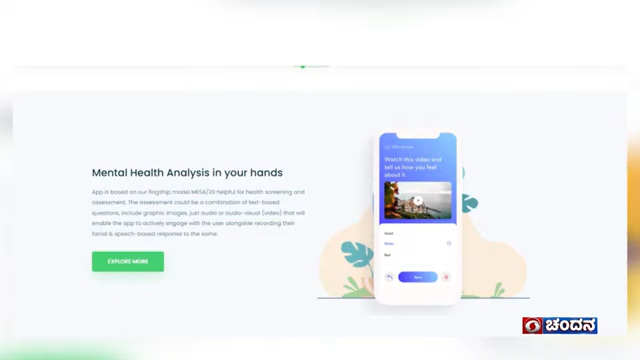 Mental Health Analysis in your hands
App is based on our flagship model MESA/20 helpful for health screening and
assessment. The assessment could be a combination of text-based
questions, include graphic images, just audio or audio-visual (video) that will
enable the app to actively engage with the user alongside recording their
facial & speech-based response to the same.
EXPLORE MORE
Watch this video and
tell us how you feel
about it
Good
Bad
Next
ಚಂದನ